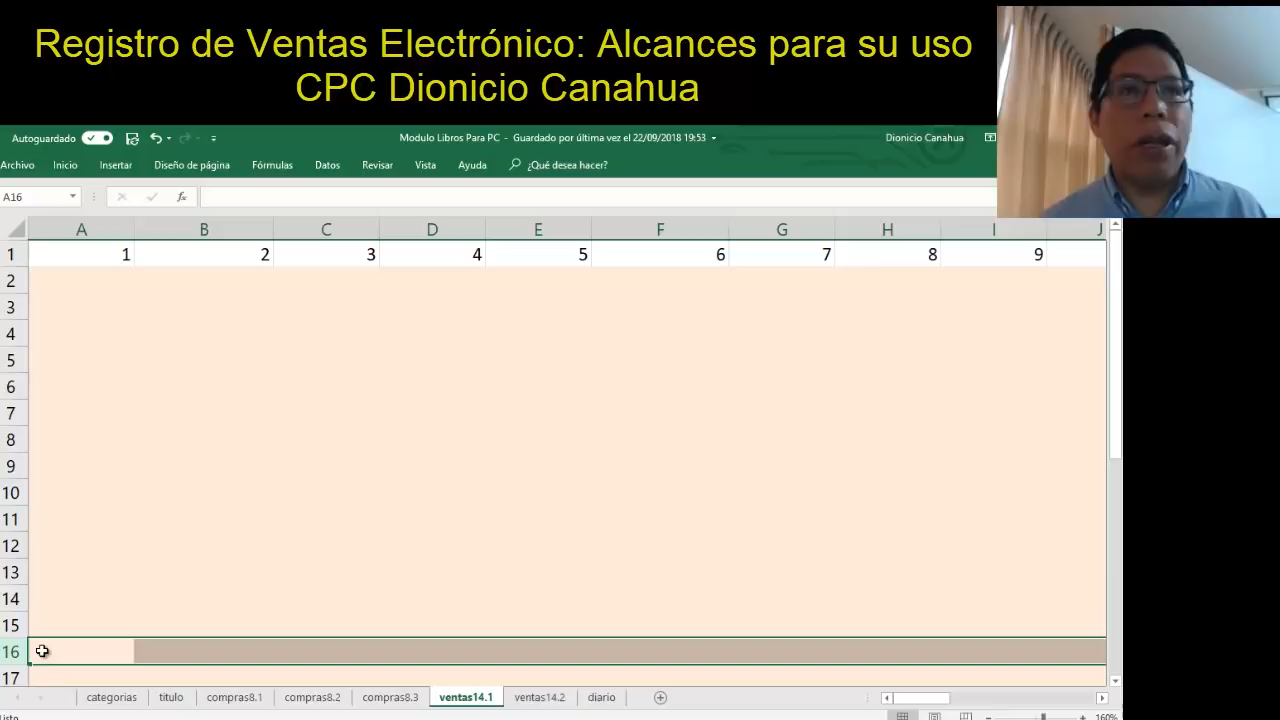 Registro de Ventas Electrónico: Alcances para su uso
CPC Dionicio Canahua
Autoguardado
Modulo Libros Para PC - Guardado por última vez el 22/09/2018 19:53
Dionicio Canahua
Archivo Inicio Insertar Diseño de página Fórmulas Datos Revisar Vista Ayuda ¿Qué desea hacer?
A16 fx
A B C D E F G H I J
1 1 2 3 4 5 6 7 8 9
2
3
4
5
6
7
8
9
10
11
12
13
14
15
16
17
categorias titulo compras8.1 compras8.2 compras8.3 ventas14.1 ventas14.2 diario
Listo 160%